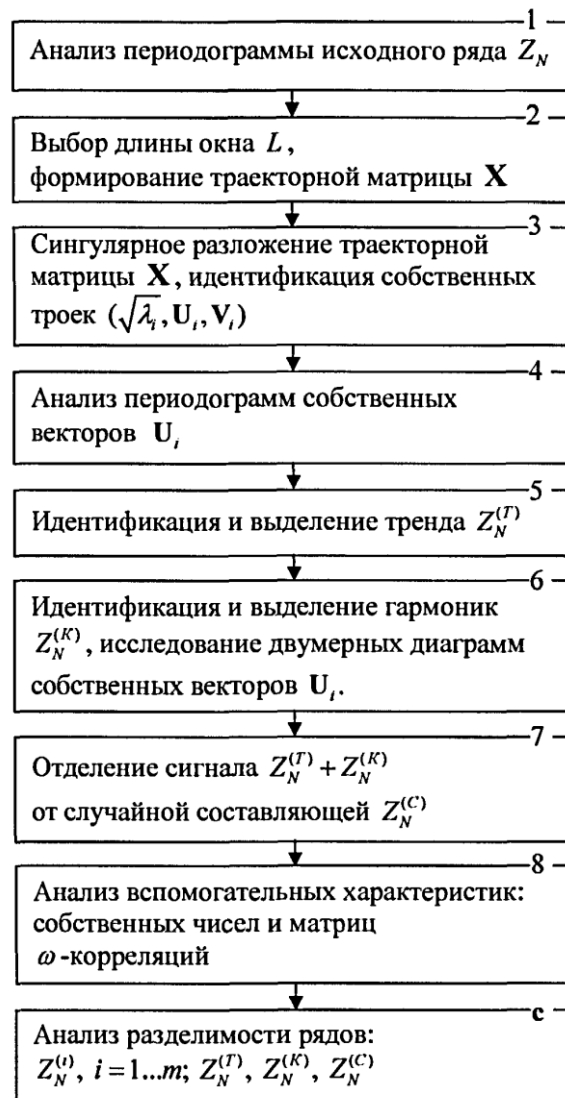 1
Анализ периодограммы исходного ряда Z_N
2
Выбор длины окна L,
формирование траекторной матрицы X
3
Сингулярное разложение траекторной
матрицы X, идентификация собственных
троек (√λ_i, U_i, V_i)
4
Анализ периодограмм собственных
векторов U_i
5
Идентификация и выделение тренда Z_N^(T)
6
Идентификация и выделение гармоник
Z_N^(K), исследование двумерных диаграмм
собственных векторов U_i.
7
Отделение сигнала Z_N^(T) + Z_N^(K)
от случайной составляющей Z_N^(C)
8
Анализ вспомогательных характеристик:
собственных чисел и матриц
ω-корреляций
c
Анализ разделимости рядов:
Z_N^(i), i = 1...m; Z_N^(T), Z_N^(K), Z_N^(C)